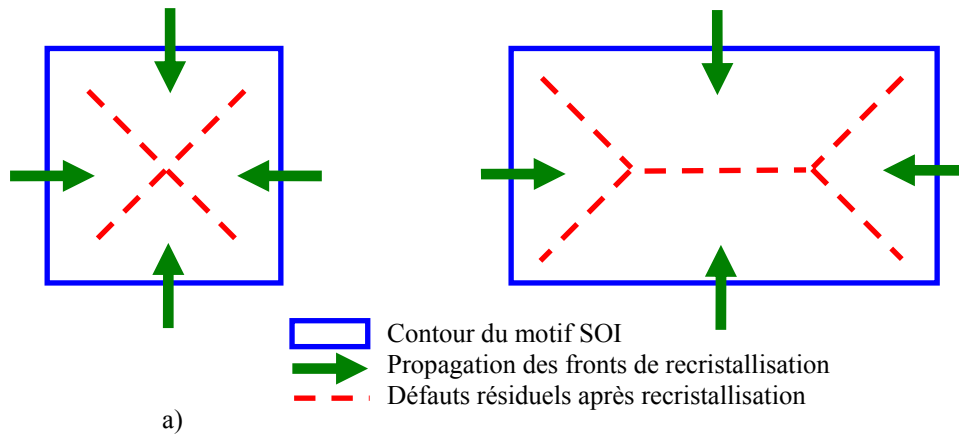 Contour du motif SOI
Propagation des fronts de recristallisation
Défauts résiduels après recristallisation
a)